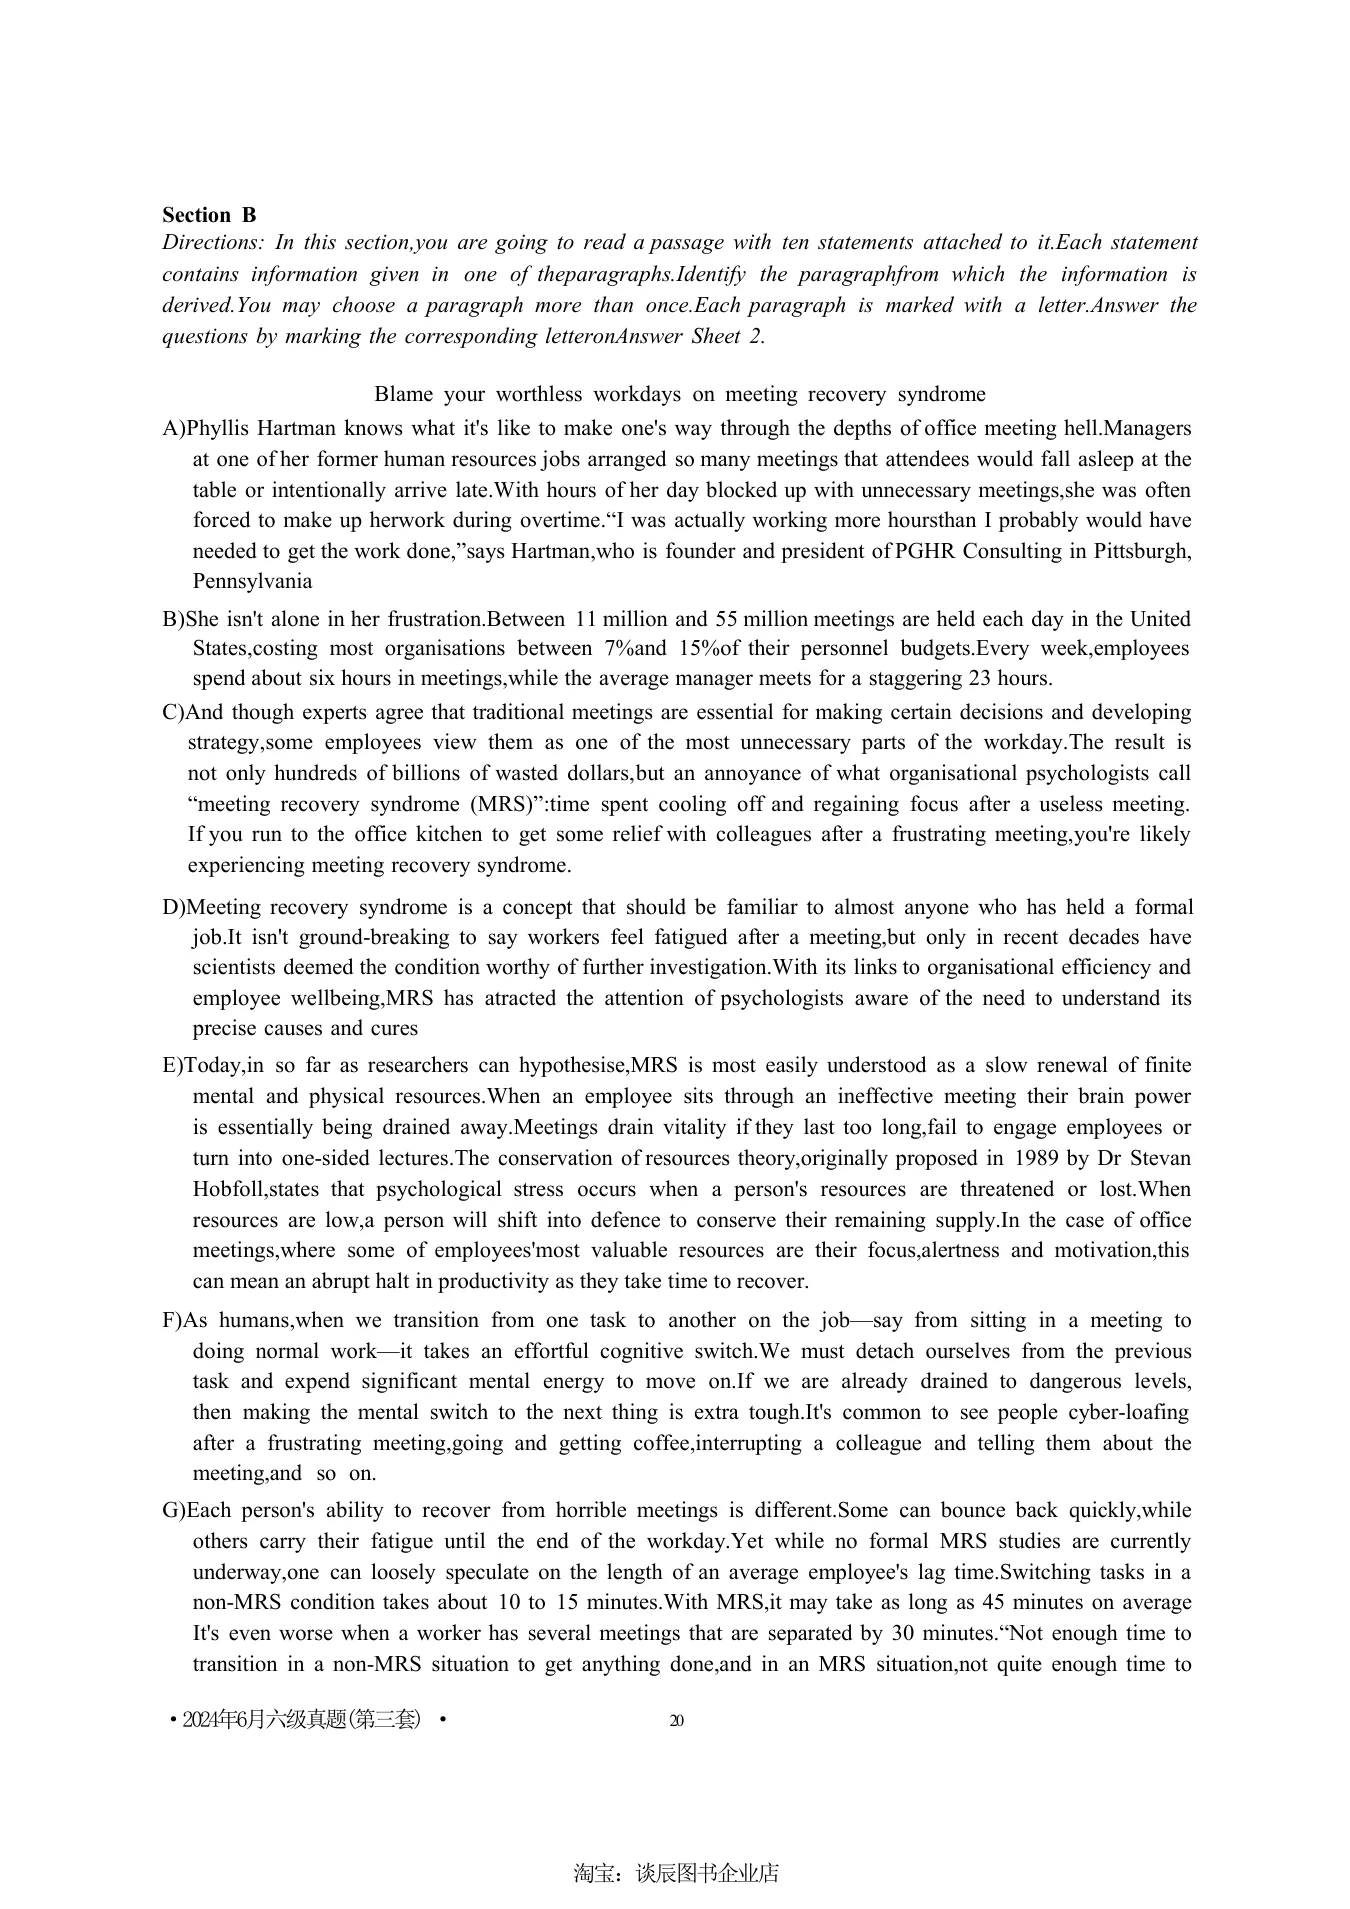 Section B
Directions: In this section,you are going to read a passage with ten statements attached to it.Each statement
contains information given in one of theparagraphs.Identify the paragraphfrom which the information is
derived.You may choose a paragraph more than once.Each paragraph is marked with a letter.Answer the
questions by marking the corresponding letteronAnswer Sheet 2.
Blame your worthless workdays on meeting recovery syndrome
A)Phyllis Hartman knows what it's like to make one's way through the depths of office meeting hell.Managers
at one of her former human resources jobs arranged so many meetings that attendees would fall asleep at the
table or intentionally arrive late.With hours of her day blocked up with unnecessary meetings,she was often
forced to make up herwork during overtime.“I was actually working more hoursthan I probably would have
needed to get the work done,”says Hartman,who is founder and president of PGHR Consulting in Pittsburgh,
Pennsylvania
B)She isn't alone in her frustration.Between 11 million and 55 million meetings are held each day in the United
States,costing most organisations between 7%and 15%of their personnel budgets.Every week,employees
spend about six hours in meetings,while the average manager meets for a staggering 23 hours.
C)And though experts agree that traditional meetings are essential for making certain decisions and developing
strategy,some employees view them as one of the most unnecessary parts of the workday.The result is
not only hundreds of billions of wasted dollars,but an annoyance of what organisational psychologists call
“meeting recovery syndrome (MRS)”:time spent cooling off and regaining focus after a useless meeting.
If you run to the office kitchen to get some relief with colleagues after a frustrating meeting,you're likely
experiencing meeting recovery syndrome.
D)Meeting recovery syndrome is a concept that should be familiar to almost anyone who has held a formal
job.It isn't ground-breaking to say workers feel fatigued after a meeting,but only in recent decades have
scientists deemed the condition worthy of further investigation.With its links to organisational efficiency and
employee wellbeing,MRS has atracted the attention of psychologists aware of the need to understand its
precise causes and cures
E)Today,in so far as researchers can hypothesise,MRS is most easily understood as a slow renewal of finite
mental and physical resources.When an employee sits through an ineffective meeting their brain power
is essentially being drained away.Meetings drain vitality if they last too long,fail to engage employees or
turn into one-sided lectures.The conservation of resources theory,originally proposed in 1989 by Dr Stevan
Hobfoll,states that psychological stress occurs when a person's resources are threatened or lost.When
resources are low,a person will shift into defence to conserve their remaining supply.In the case of office
meetings,where some of employees'most valuable resources are their focus,alertness and motivation,this
can mean an abrupt halt in productivity as they take time to recover.
F)As humans,when we transition from one task to another on the job—say from sitting in a meeting to
doing normal work—it takes an effortful cognitive switch.We must detach ourselves from the previous
task and expend significant mental energy to move on.If we are already drained to dangerous levels,
then making the mental switch to the next thing is extra tough.It's common to see people cyber-loafing
after a frustrating meeting,going and getting coffee,interrupting a colleague and telling them about the
meeting,and so on.
G)Each person's ability to recover from horrible meetings is different.Some can bounce back quickly,while
others carry their fatigue until the end of the workday.Yet while no formal MRS studies are currently
underway,one can loosely speculate on the length of an average employee's lag time.Switching tasks in a
non-MRS condition takes about 10 to 15 minutes.With MRS,it may take as long as 45 minutes on average
It's even worse when a worker has several meetings that are separated by 30 minutes.“Not enough time to
transition in a non-MRS situation to get anything done,and in an MRS situation,not quite enough time to
·2024年6月六级真题(第三套) · 20
淘宝：谈辰图书企业店